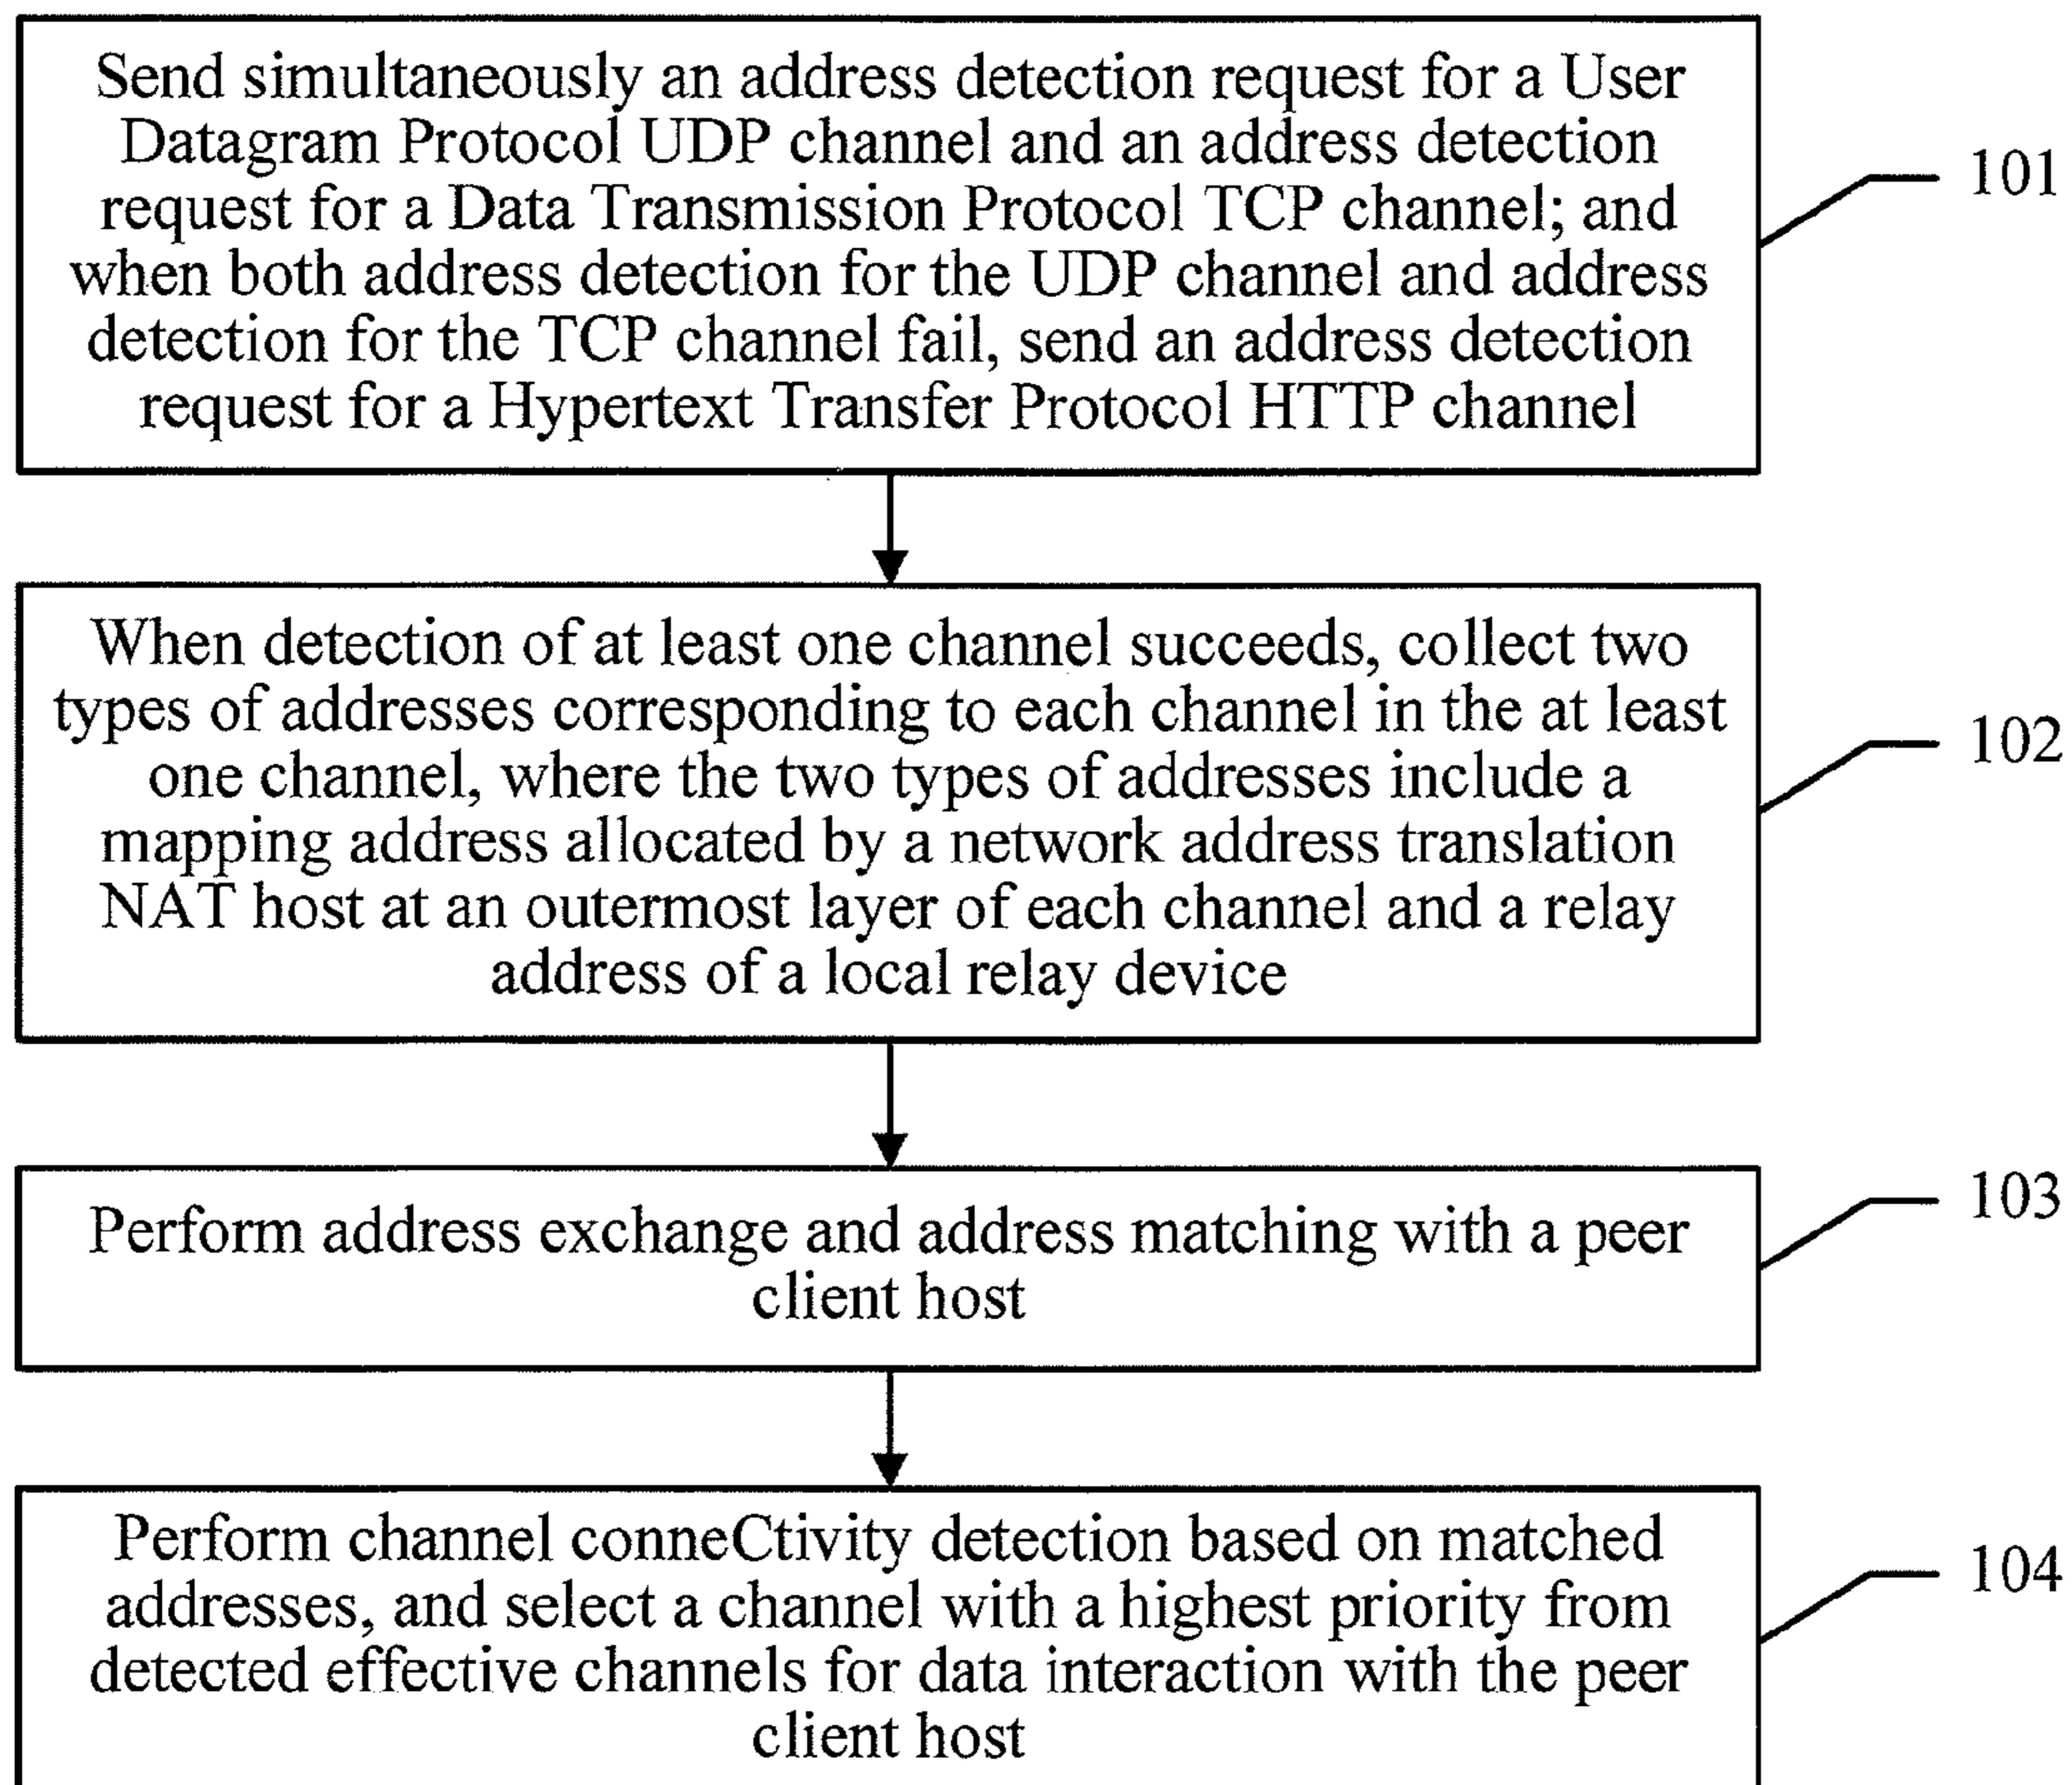 Send simultaneously an address detection request for a User
Datagram Protocol UDP channel and an address detection
request for a Data Transmission Protocol TCP channel; and
when both address detection for the UDP channel and address
detection for the TCP channel fail, send an address detection
request for a Hypertext Transfer Protocol HTTP channel
101
When detection of at least one channel succeeds, collect two
types of addresses corresponding to each channel in the at least
one channel, where the two types of addresses include a
mapping address allocated by a network address translation
NAT host at an outermost layer of each channel and a relay
address of a local relay device
102
Perform address exchange and address matching with a peer
client host
103
Perform channel conneCtivity detection based on matched
addresses, and select a channel with a highest priority from
detected effective channels for data interaction with the peer
client host
104